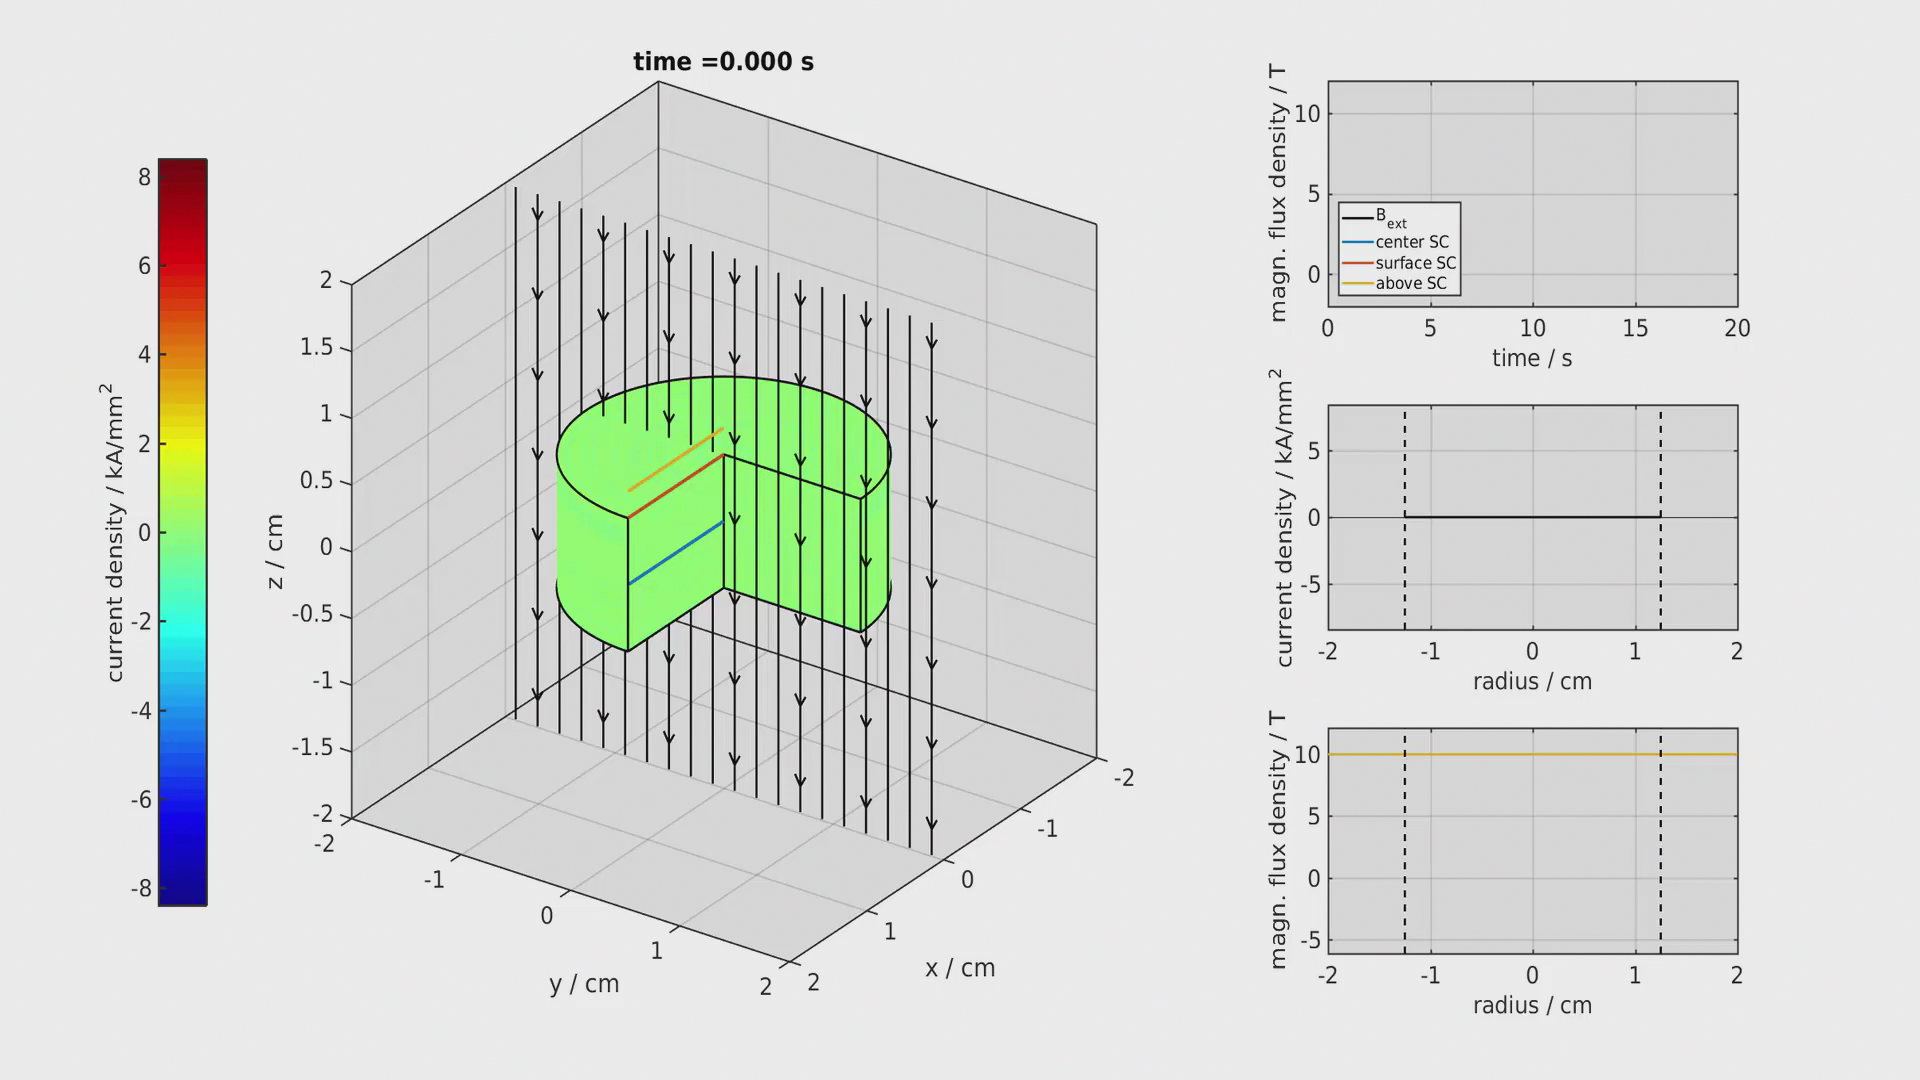 time =0.000 s
current density / kA/mm2
8
6
4
2
0
-2
-4
-6
-8
z / cm
2
1.5
1
0.5
0
-0.5
-1
-1.5
-2
-2
-1
0
1
2
y / cm
2
1
0
-1
-2
x / cm
magn. flux density / T
10
5
0
Bext
center SC
surface SC
above SC
0 5 10 15 20
time / s
current density / kA/mm2
5
0
-5
-2 -1 0 1 2
radius / cm
magn. flux density / T
10
5
0
-5
-2 -1 0 1 2
radius / cm